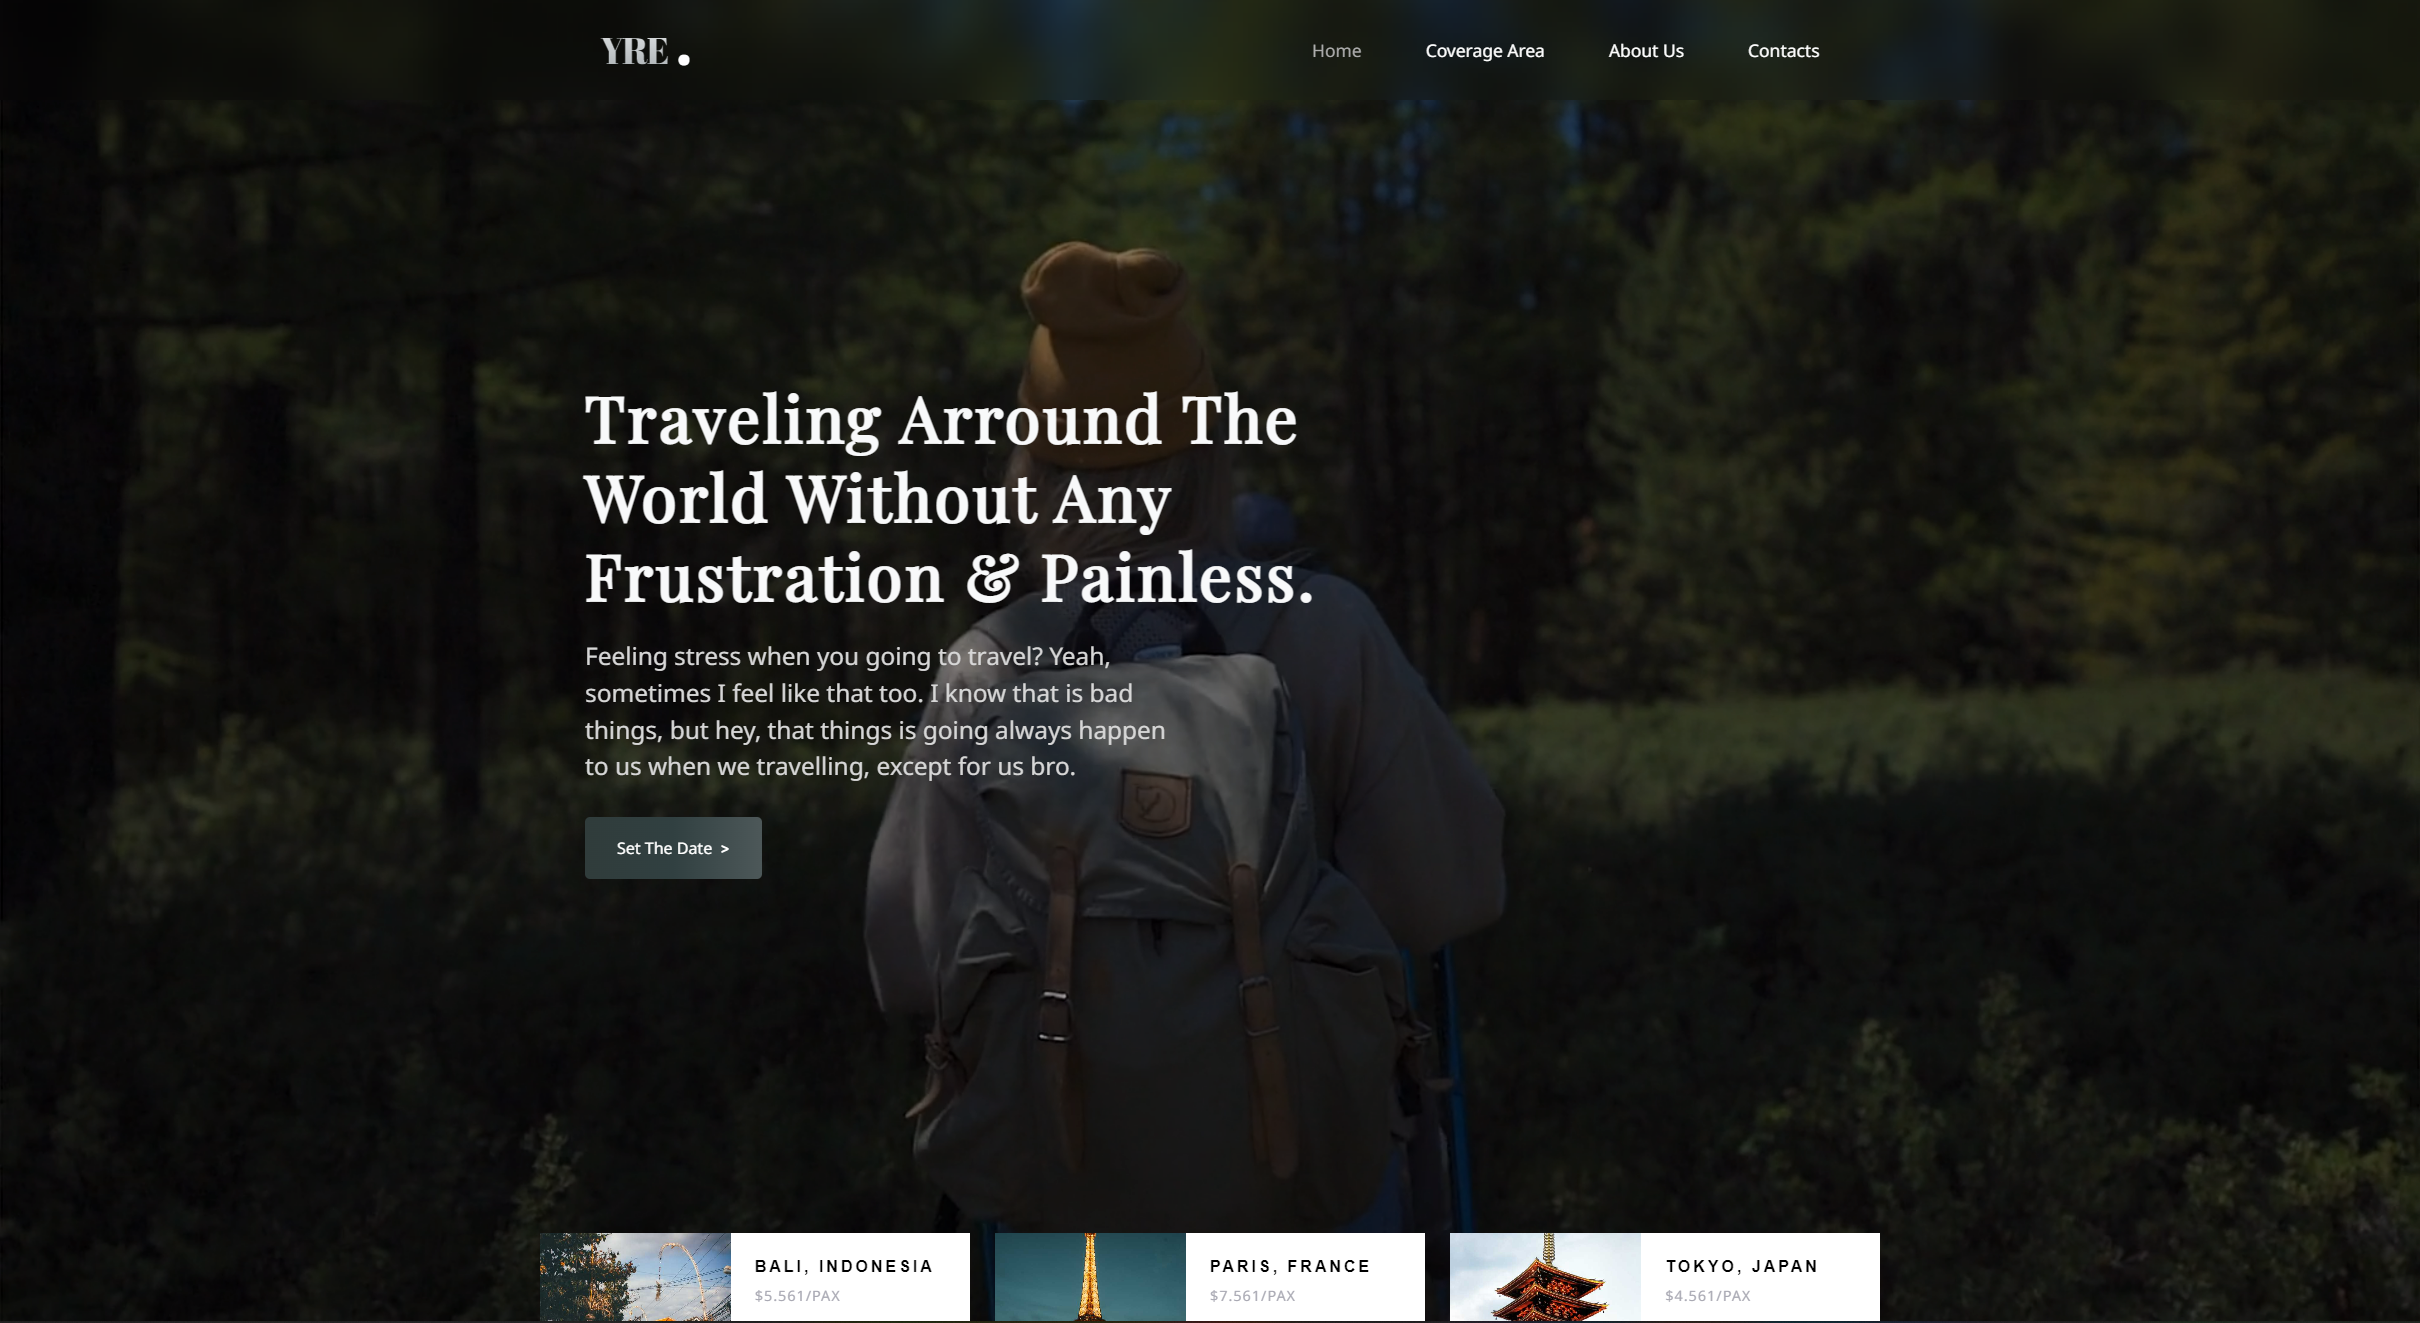 YRE .
Home Coverage Area About Us Contacts
Traveling Arround The
World Without Any
Frustration & Painless.
Feeling stress when you going to travel? Yeah,
sometimes I feel like that too. I know that is bad
things, but hey, that things is going always happen
to us when we travelling, except for us bro.
Set The Date >
BALI, INDONESIA
$5.561/PAX
PARIS, FRANCE
$7.561/PAX
TOKYO, JAPAN
$4.561/PAX